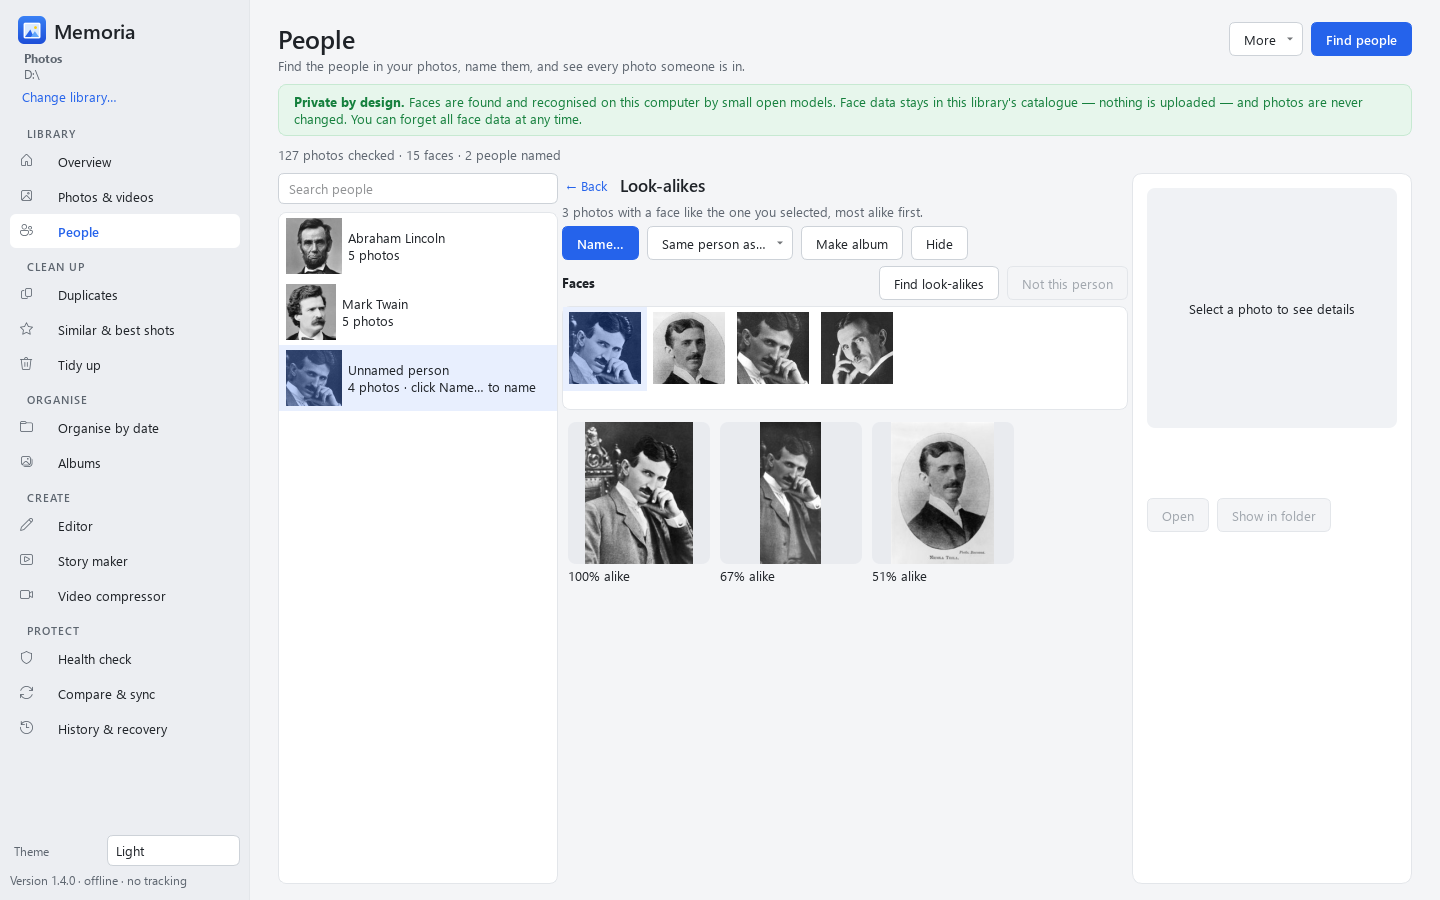 Memoria
Photos
D:\
Change library...
LIBRARY
Overview
Photos & videos
People
CLEAN UP
Duplicates
Similar & best shots
Tidy up
ORGANISE
Organise by date
Albums
CREATE
Editor
Story maker
Video compressor
PROTECT
Health check
Compare & sync
History & recovery
Theme
Light
Version 1.4.0 · offline · no tracking
People
Find the people in your photos, name them, and see every photo someone is in.
More
Find people
Private by design. Faces are found and recognised on this computer by small open models. Face data stays in this library's catalogue — nothing is uploaded — and photos are never
changed. You can forget all face data at any time.
127 photos checked · 15 faces · 2 people named
Search people
Abraham Lincoln
5 photos
Mark Twain
5 photos
Unnamed person
4 photos · click Name... to name
← Back
Look-alikes
3 photos with a face like the one you selected, most alike first.
Name...
Same person as...
Make album
Hide
Faces
Find look-alikes
Not this person
100% alike
67% alike
51% alike
Select a photo to see details
Open
Show in folder